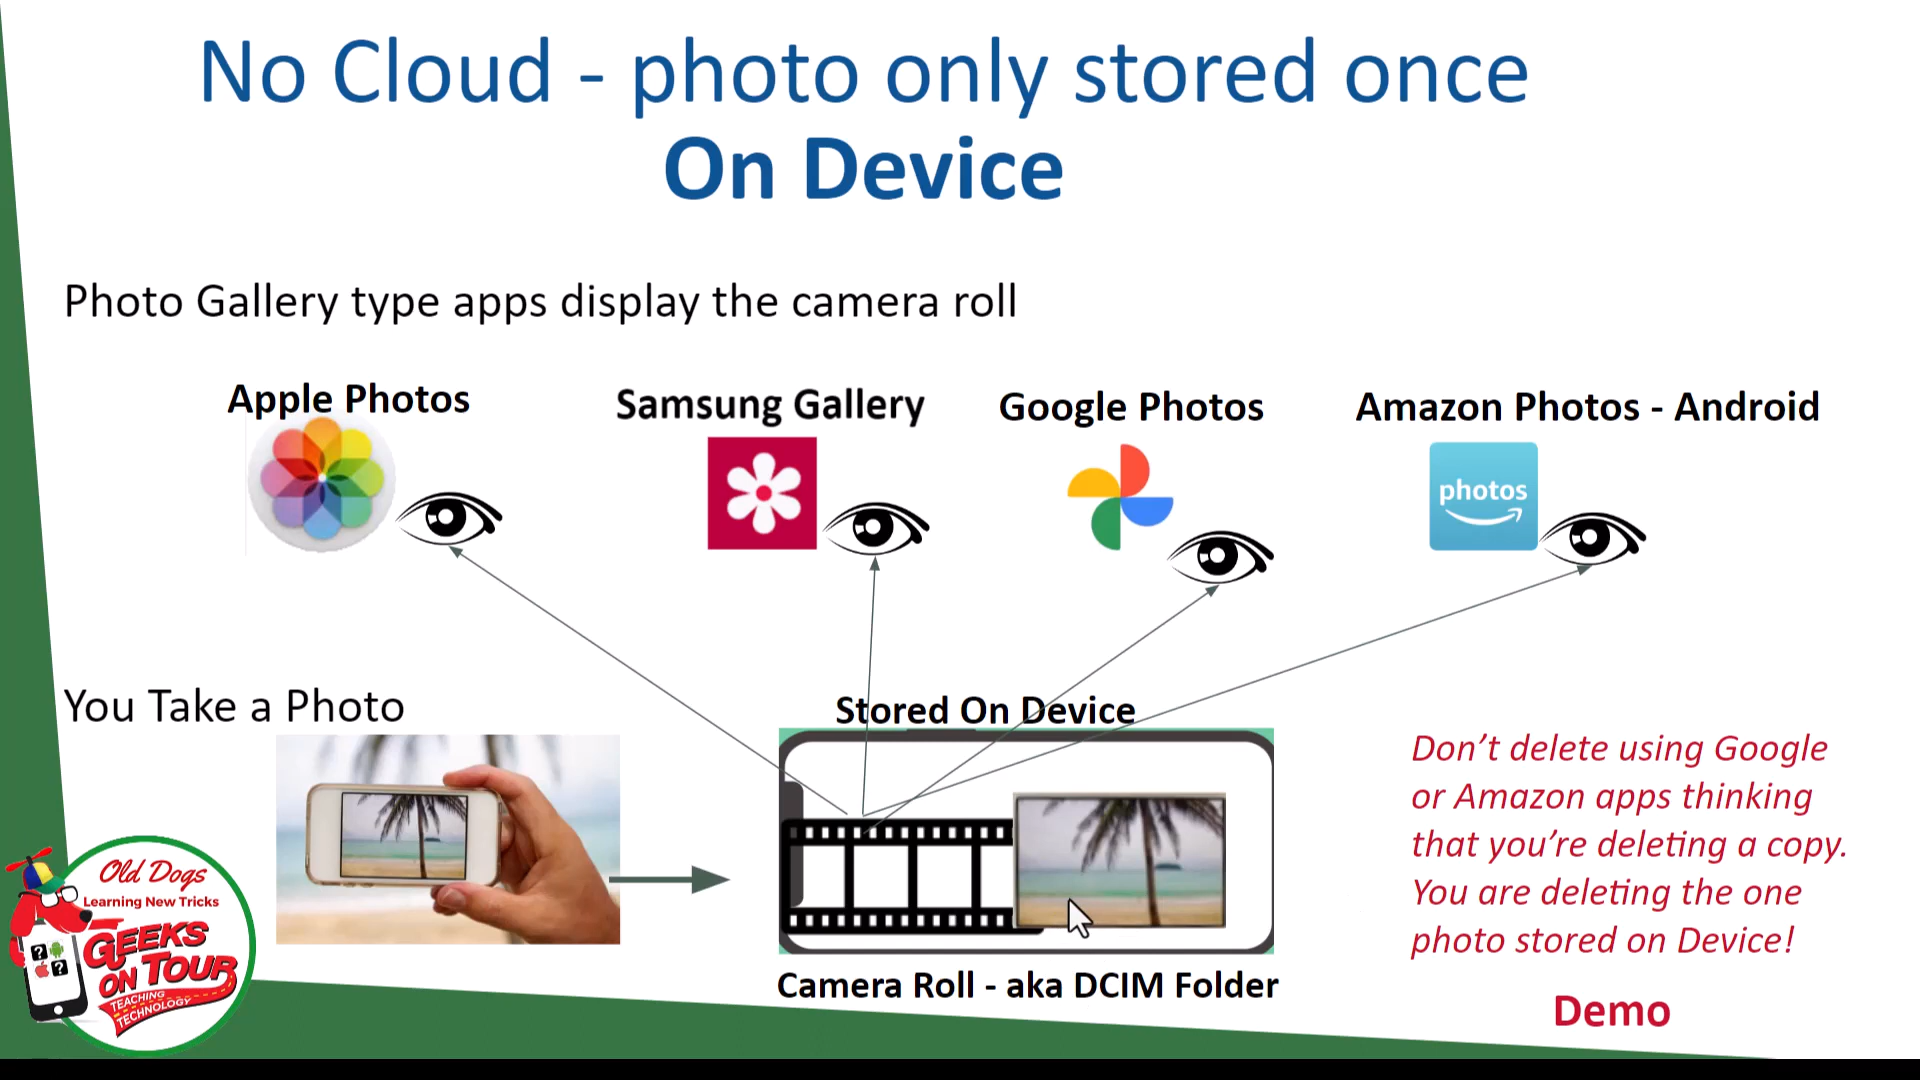 No Cloud - photo only stored once
On Device
Photo Gallery type apps display the camera roll
Apple Photos
Samsung Gallery
Google Photos
Amazon Photos - Android
photos
You Take a Photo
Stored On Device
Don't delete using Google
or Amazon apps thinking
that you're deleting a copy.
You are deleting the one
photo stored on Device!
Camera Roll - aka DCIM Folder
Demo
Old Dogs
Learning New Tricks
GEEKS
ON TOUR
TEACHING
TECHNOLOGY
? ?